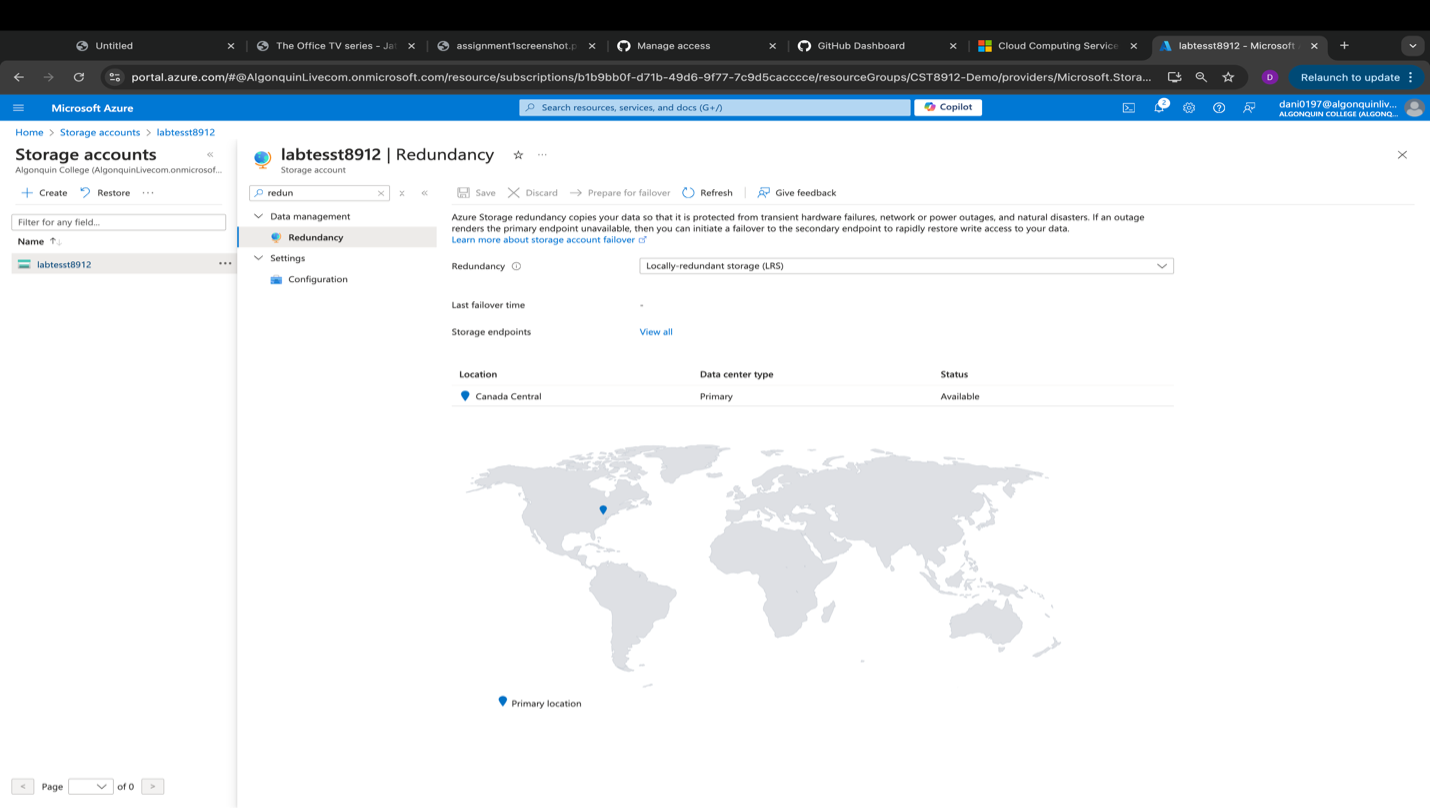 Untitled
The Office TV series – Jat
assignment1screenshot.p
Manage access
GitHub Dashboard
Cloud Computing Service
labtesst8912 - Microsoft
portal.azure.com/#@AlgonquinLivecom.onmicrosoft.com/resource/subscriptions/b1b9bb0f-d71b-49d6-9f77-7c9d5cacccce/resourceGroups/CST8912-Demo/providers/Microsoft.Stora...
D
Relaunch to update
Microsoft Azure
Search resources, services, and docs (G+/)
Copilot
2
dani0197@algonquinliv...
ALGONQUIN COLLEGE (ALGONQ...
Home > Storage accounts > labtesst8912
Storage accounts
Algonquin College (AlgonquinLivecom.onmicrosof...
Create
Restore
Filter for any field...
Name
labtesst8912
< Page
of 0 >
labtesst8912 | Redundancy
Storage account
redun
Data management
Redundancy
Settings
Configuration
Save
Discard
Prepare for failover
Refresh
Give feedback
Azure Storage redundancy copies your data so that it is protected from transient hardware failures, network or power outages, and natural disasters. If an outage
renders the primary endpoint unavailable, then you can initiate a failover to the secondary endpoint to rapidly restore write access to your data.
Learn more about storage account failover
Redundancy
Locally-redundant storage (LRS)
Last failover time
-
Storage endpoints
View all
Location Data center type Status
Canada Central Primary Available
Primary location